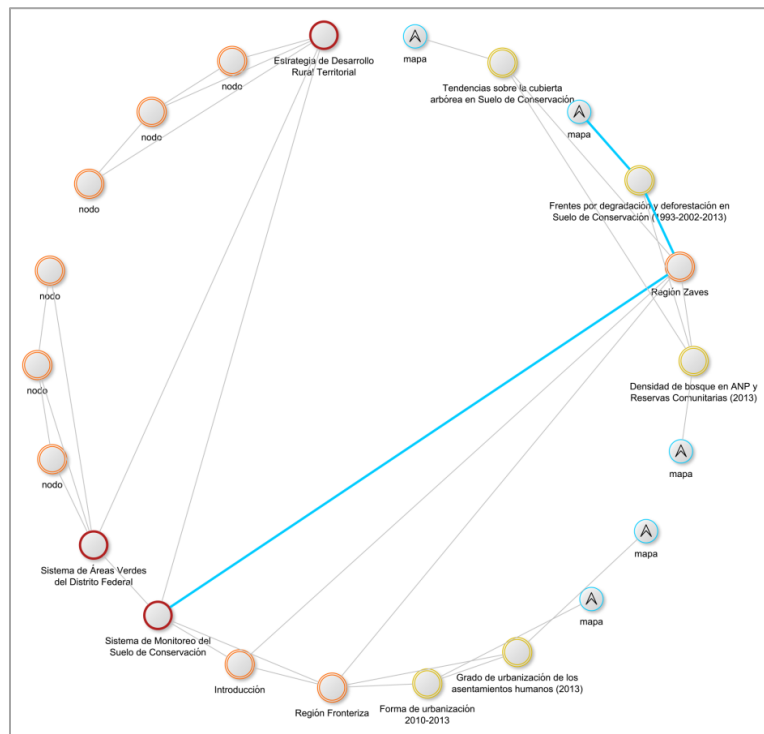 Estrategia de Desarrollo
Rural Territorial
nodo
nodo
nodo
mapa
Tendencias sobre la cubierta
arbórea en Suelo de Conservación
mapa
Frentes por degradación y deforestación en
Suelo de Conservación (1993-2002-2013)
Región Zaves
Densidad de bosque en ANP y
Reservas Comunitarias (2013)
mapa
nodo
nodo
nodo
Sistema de Áreas Verdes
del Distrito Federal
Sistema de Monitoreo del
Suelo de Conservación
Introducción
Región Fronteriza
Forma de urbanización
2010-2013
Grado de urbanización de los
asentamientos humanos (2013)
mapa
mapa